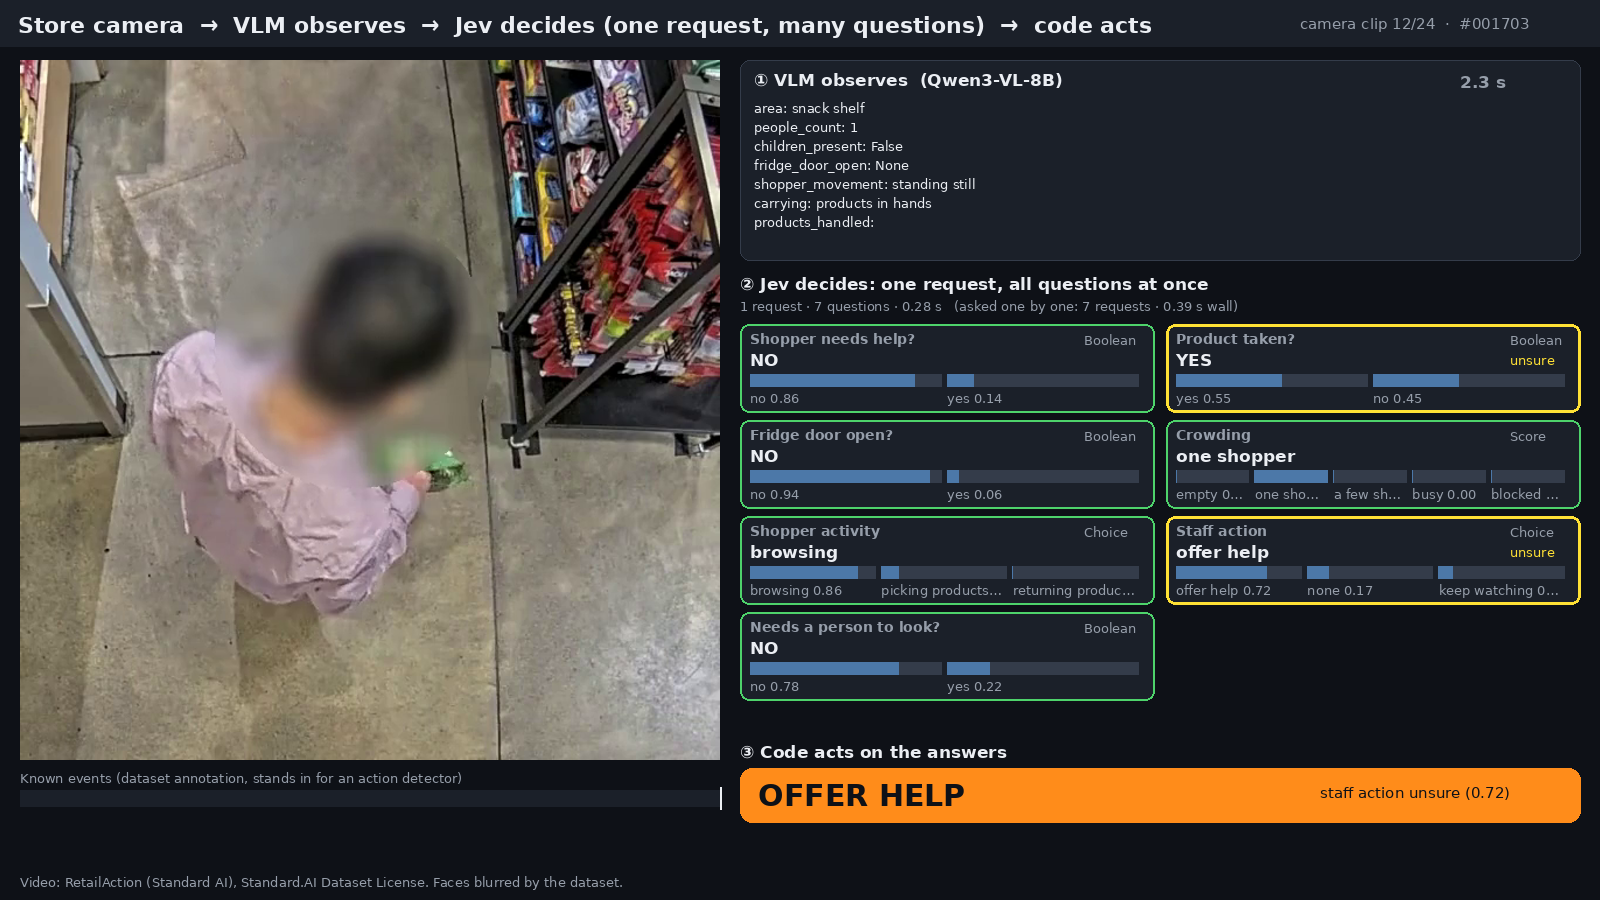 Store camera → VLM observes → Jev decides (one request, many questions) → code acts
camera clip 12/24 · #001703
① VLM observes (Qwen3-VL-8B)
2.3 s
area: snack shelf
people_count: 1
children_present: False
fridge_door_open: None
shopper_movement: standing still
carrying: products in hands
products_handled:
② Jev decides: one request, all questions at once
1 request · 7 questions · 0.28 s (asked one by one: 7 requests · 0.39 s wall)
Shopper needs help?
Boolean
NO
no 0.86
yes 0.14
Product taken?
Boolean
YES
unsure
yes 0.55
no 0.45
Fridge door open?
Boolean
NO
no 0.94
yes 0.06
Crowding
Score
one shopper
empty 0...
one sho...
a few sh...
busy 0.00
blocked ...
Shopper activity
Choice
browsing
browsing 0.86
picking products...
returning produc...
Staff action
Choice
offer help
unsure
offer help 0.72
none 0.17
keep watching 0...
Needs a person to look?
Boolean
NO
no 0.78
yes 0.22
③ Code acts on the answers
OFFER HELP
staff action unsure (0.72)
Known events (dataset annotation, stands in for an action detector)
Video: RetailAction (Standard AI), Standard.AI Dataset License. Faces blurred by the dataset.